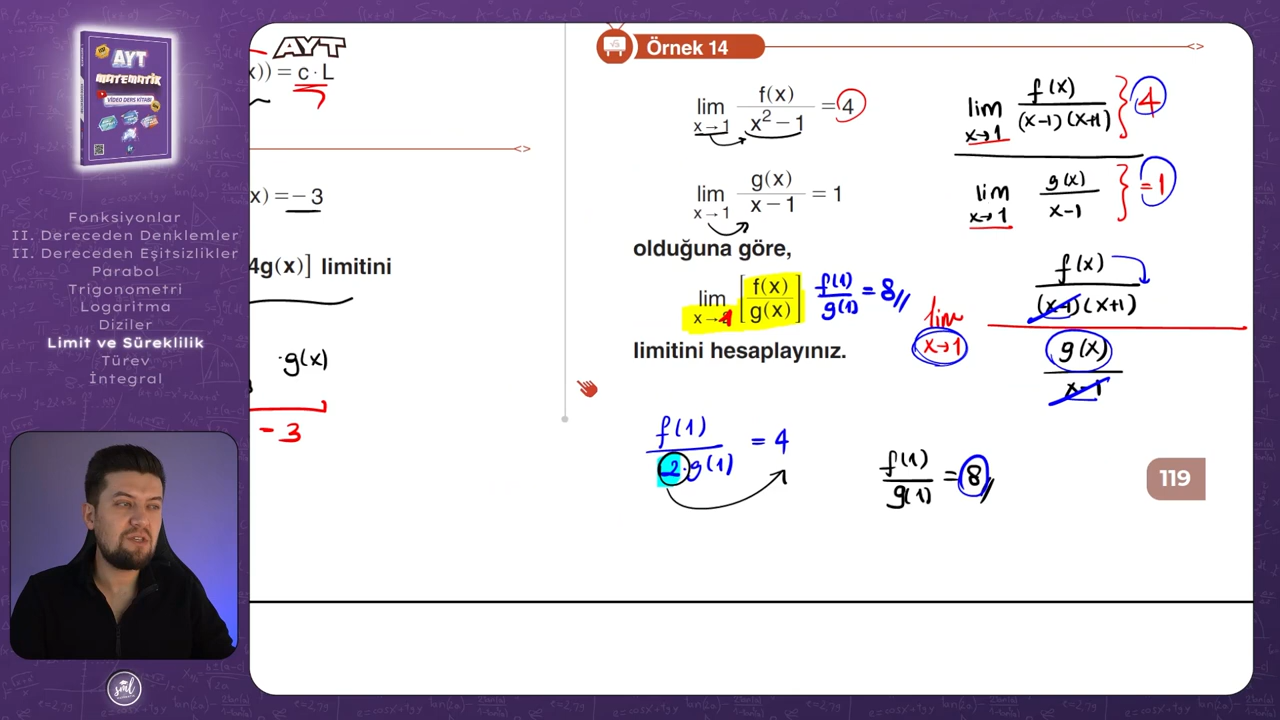 AYT
MATEMATİK
VİDEO DERS KİTABI
Fonksiyonlar
II. Dereceden Denklemler
II. Dereceden Eşitsizlikler
Parabol
Trigonometri
Logaritma
Diziler
Limit ve Süreklilik
Türev
İntegral
sml
AYT
x)) = c · L
x) = − 3
4g(x)] limitini
·g(x)
-3
Örnek 14
lim x→1 f(x) / x² − 1 = 4
lim x→1 g(x) / x − 1 = 1
olduğuna göre,
lim x→1 [f(x) / g(x)] f(1) / g(1) = 8
limitini hesaplayınız.
f(1) / 2·g(1) = 4
f(1) / g(1) = 8
lim x→1 f(x) / (x-1)(x+1) } 4
lim x→1 g(x) / x-1 } = 1
lim x→1
f(x) / (x-1)(x+1)
g(x) / x-1
119